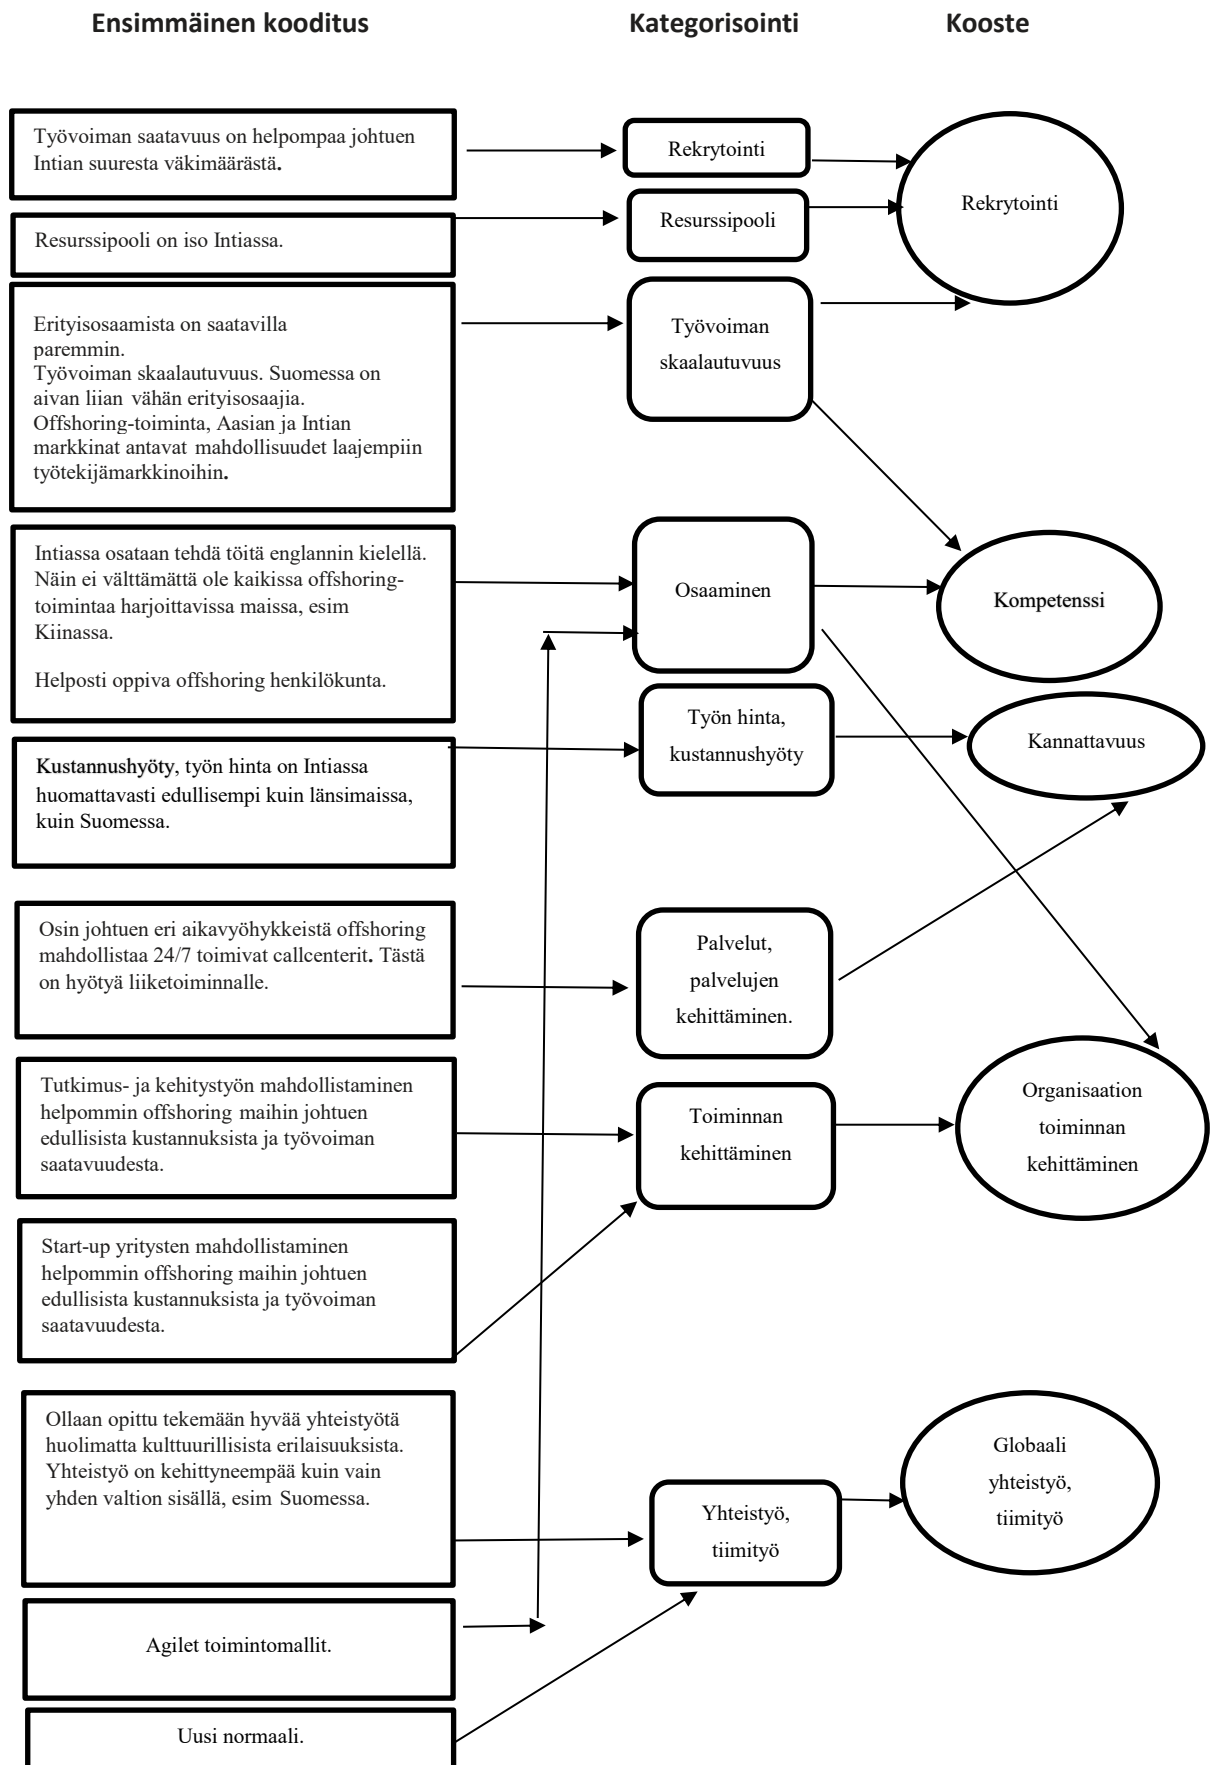 Ensimmäinen kooditus
Kategorisointi
Kooste
Työvoiman saatavuus on helpompaa johtuen
Intian suuresta väkimäärästä.
Rekrytointi
Rekrytointi
Resurssipooli on iso Intiassa.
Resurssipooli
Erityisosaamista on saatavilla
paremmin.
Työvoiman skaalautuvuus. Suomessa on
aivan liian vähän erityisosaajia.
Offshoring-toiminta, Aasian ja Intian
markkinat antavat mahdollisuudet laajempiin
työtekijämarkkinoihin.
Työvoiman
skaalautuvuus
Intiassa osataan tehdä töitä englannin kielellä.
Näin ei välttämättä ole kaikissa offshoring-
toimintaa harjoittavissa maissa, esim
Kiinassa.
Helposti oppiva offshoring henkilökunta.
Osaaminen
Kompetenssi
Kustannushyöty, työn hinta on Intiassa
huomattavasti edullisempi kuin länsimaissa,
kuin Suomessa.
Työn hinta,
kustannushyöty
Kannattavuus
Osin johtuen eri aikavyöhykkeistä offshoring
mahdollistaa 24/7 toimivat callcenterit. Tästä
on hyötyä liiketoiminnalle.
Palvelut,
palvelujen
kehittäminen.
Tutkimus- ja kehitystyön mahdollistaminen
helpommin offshoring maihin johtuen
edullisista kustannuksista ja työvoiman
saatavuudesta.
Toiminnan
kehittäminen
Organisaation
toiminnan
kehittäminen
Start-up yritysten mahdollistaminen
helpommin offshoring maihin johtuen
edullisista kustannuksista ja työvoiman
saatavuudesta.
Ollaan opittu tekemään hyvää yhteistyötä
huolimatta kulttuurillisista erilaisuuksista.
Yhteistyö on kehittyneempää kuin vain
yhden valtion sisällä, esim Suomessa.
Yhteistyö,
tiimityö
Globaali
yhteistyö,
tiimityö
Agilet toimintomallit.
Uusi normaali.